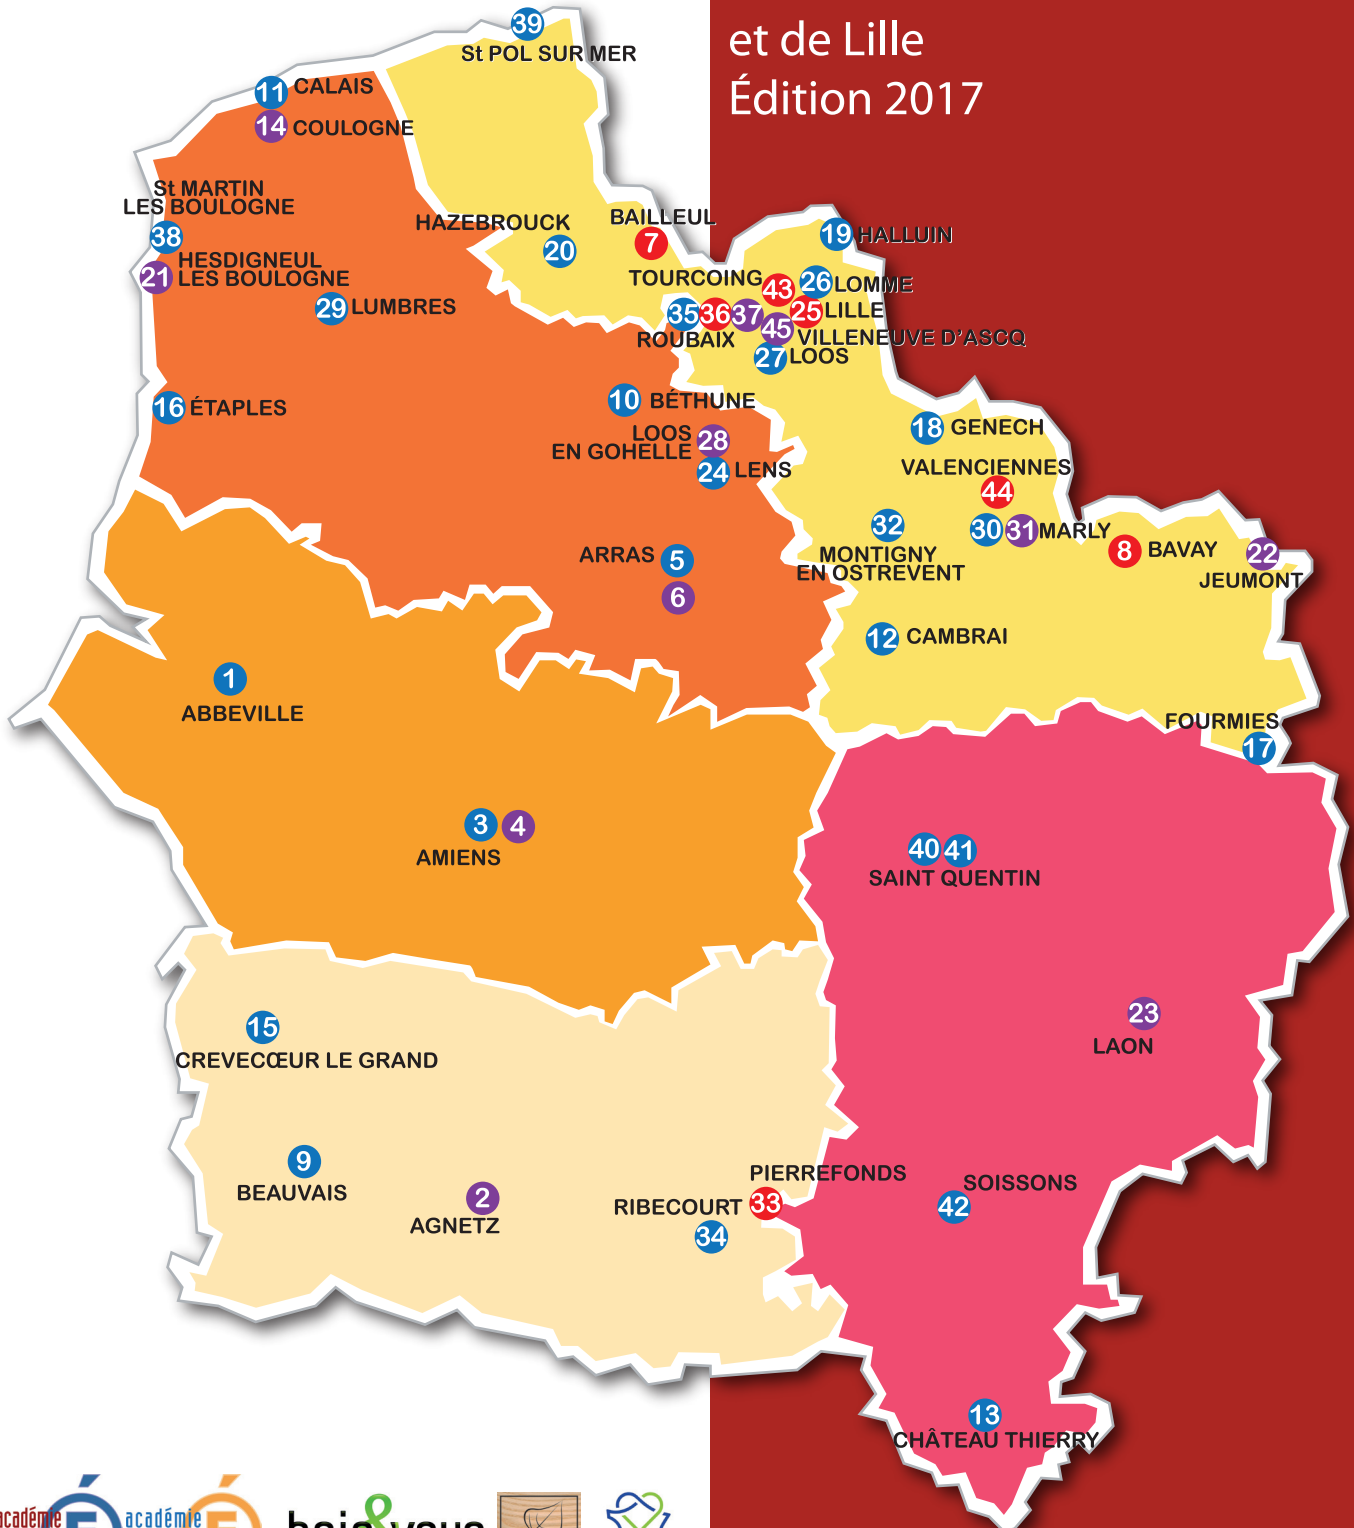 et de Lille
Édition 2017
39
St POL SUR MER
11 CALAIS
14 COULOGNE
St MARTIN
LES BOULOGNE
38
HESDIGNEUL
21 LES BOULOGNE
29 LUMBRES
HAZEBROUCK
20
BAILLEUL
7
19 HALLUIN
TOURCOING
43
26 LOMME
35 36 37
25 LILLE
ROUBAIX
45 VILLENEUVE D'ASCQ
27 LOOS
16 ÉTAPLES
10 BÉTHUNE
LOOS
EN GOHELLE
28
24 LENS
18 GENECH
VALENCIENNES
44
32
MONTIGNY
EN OSTREVENT
30 31 MARLY
8 BAVAY
22
JEUMONT
ARRAS 5
6
12 CAMBRAI
1
ABBEVILLE
FOURMIES
17
3 4
AMIENS
40 41
SAINT QUENTIN
23
LAON
15
CREVECŒUR LE GRAND
9
BEAUVAIS
2
AGNETZ
PIERREFONDS
RIBECOURT 33
34
SOISSONS
42
13
CHÂTEAU THIERRY
académie académie bois&vous